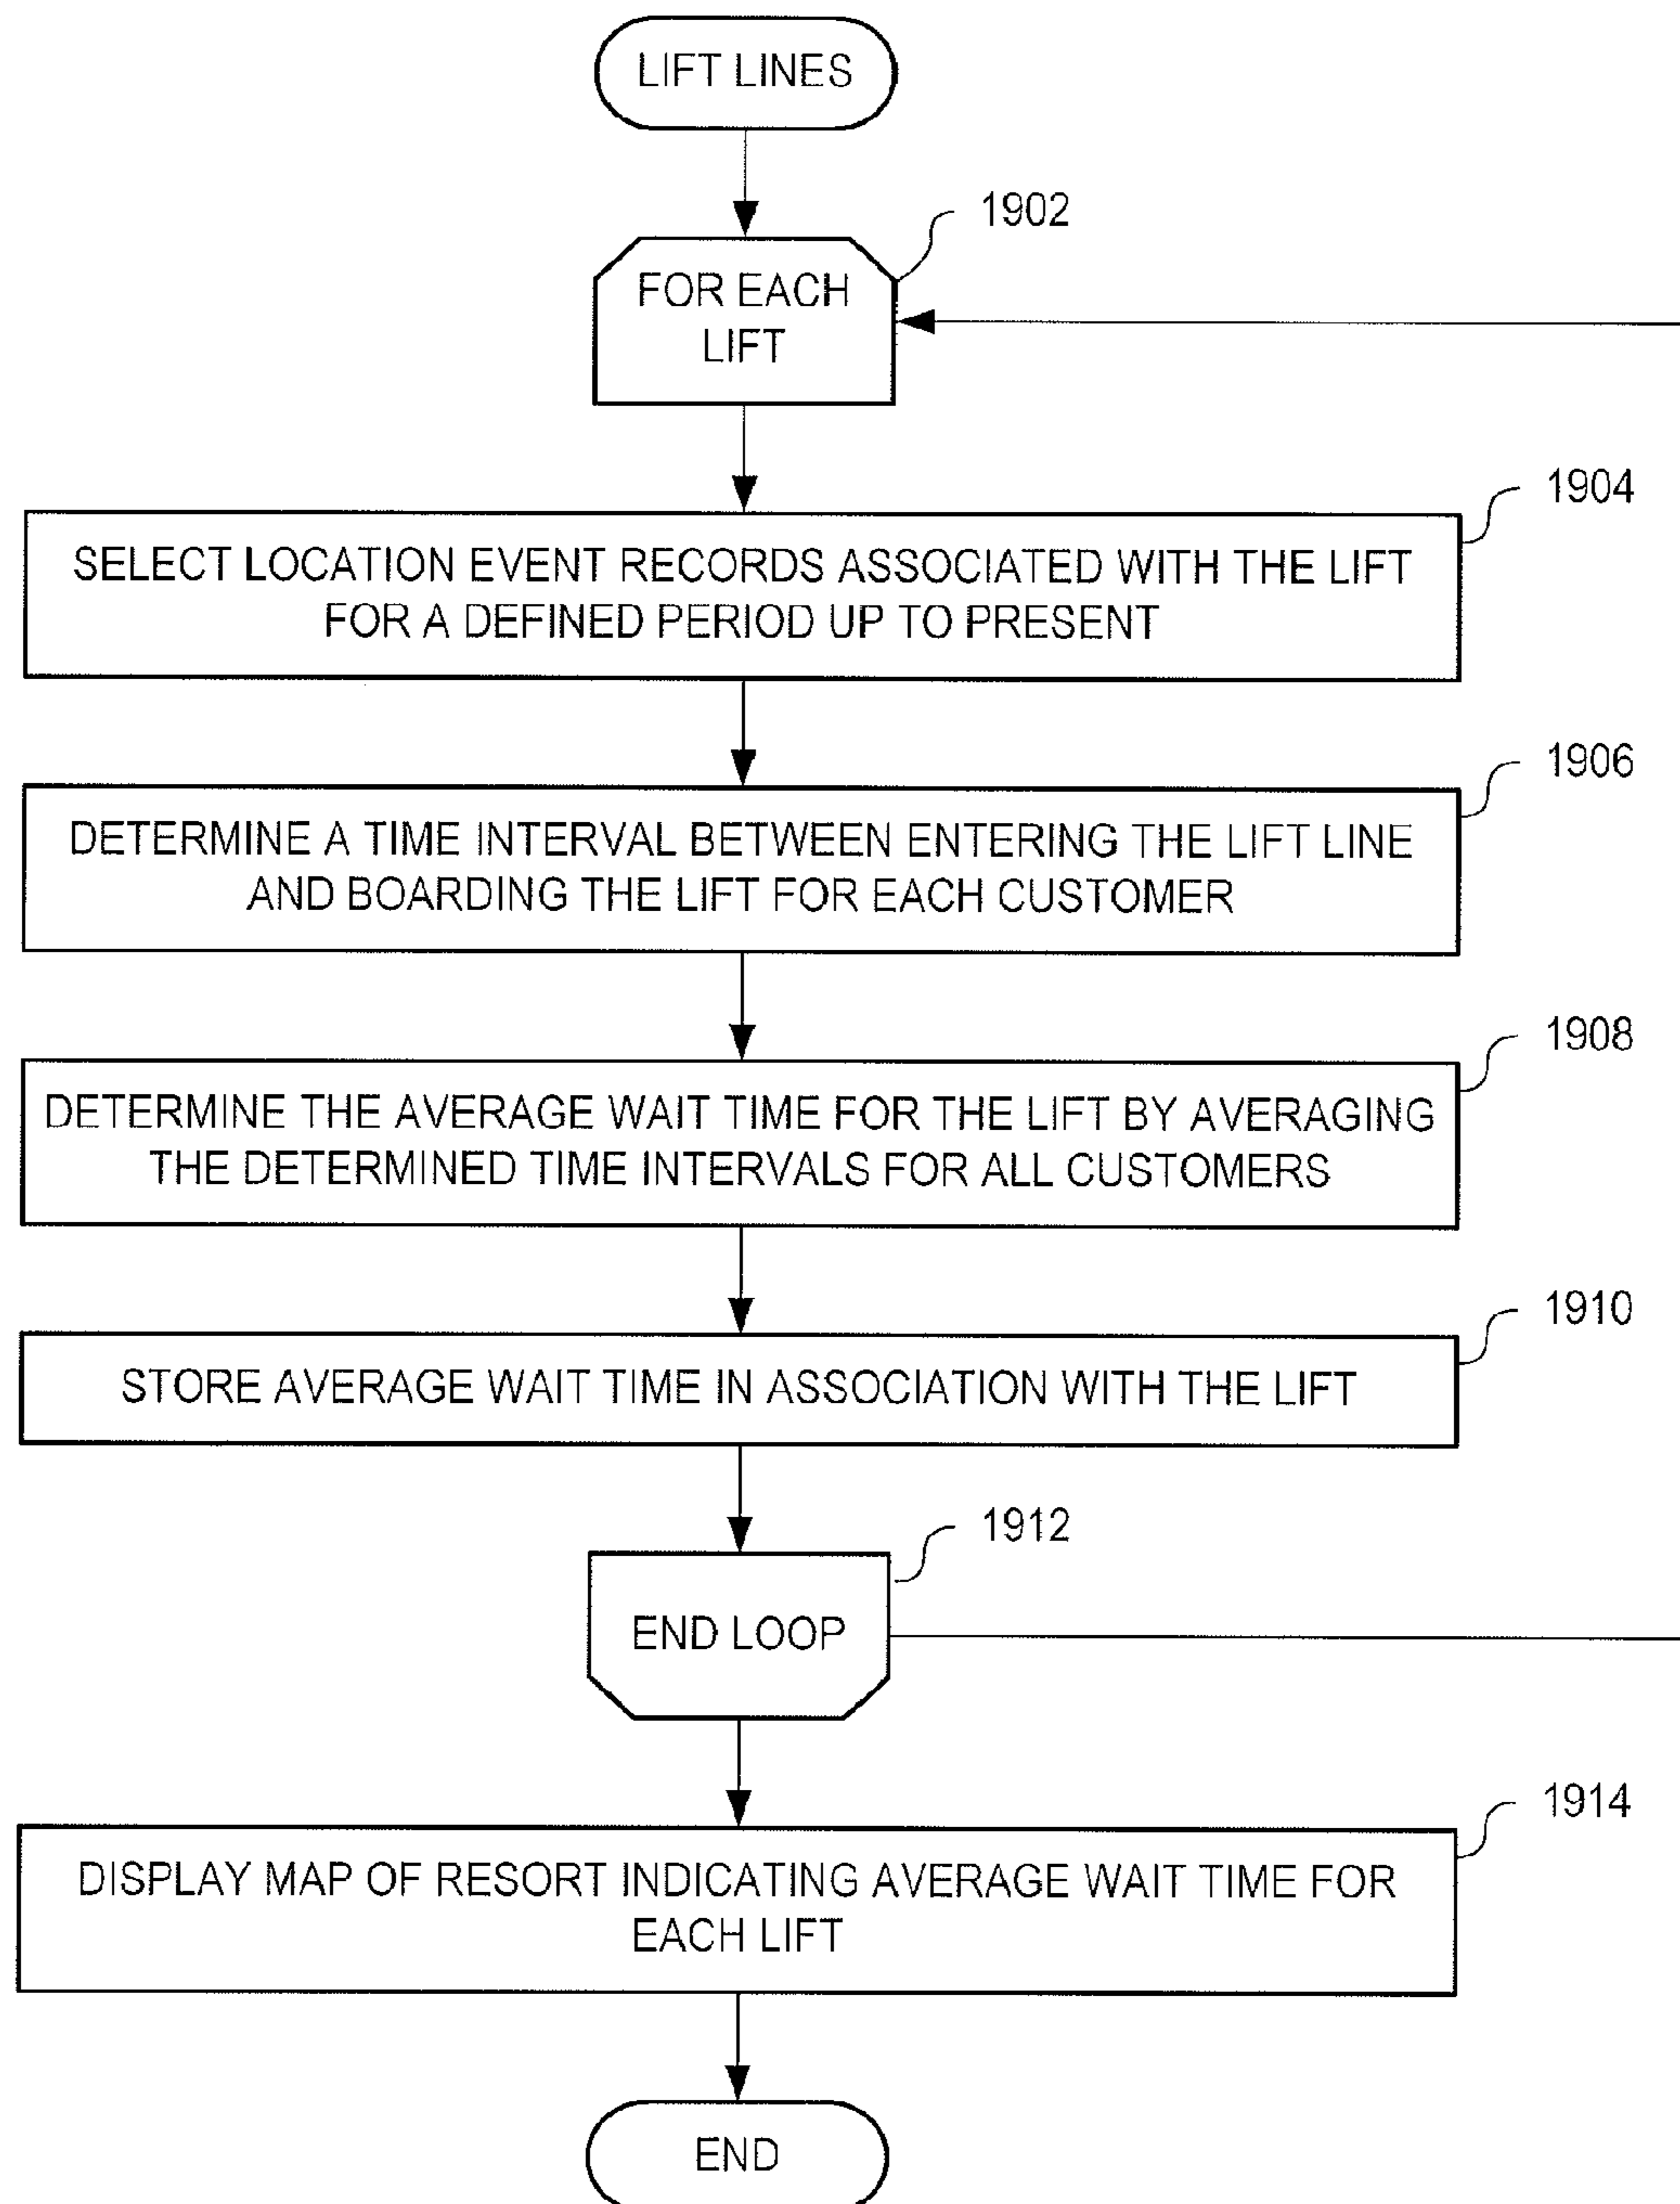 LIFT LINES
1902
FOR EACH
LIFT
1904
SELECT LOCATION EVENT RECORDS ASSOCIATED WITH THE LIFT
FOR A DEFINED PERIOD UP TO PRESENT
1906
DETERMINE A TIME INTERVAL BETWEEN ENTERING THE LIFT LINE
AND BOARDING THE LIFT FOR EACH CUSTOMER
1908
DETERMINE THE AVERAGE WAIT TIME FOR THE LIFT BY AVERAGING
THE DETERMINED TIME INTERVALS FOR ALL CUSTOMERS
1910
STORE AVERAGE WAIT TIME IN ASSOCIATION WITH THE LIFT
1912
END LOOP
1914
DISPLAY MAP OF RESORT INDICATING AVERAGE WAIT TIME FOR
EACH LIFT
END